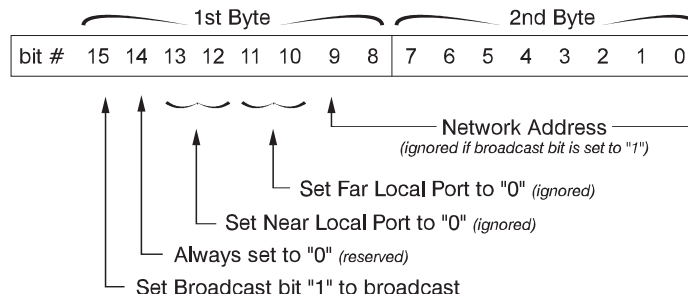 1st Byte 2nd Byte
bit # 15 14 13 12 11 10 9 8 7 6 5 4 3 2 1 0
Network Address
(ignored if broadcast bit is set to "1")
Set Far Local Port to "0" (ignored)
Set Near Local Port to "0" (ignored)
Always set to "0" (reserved)
Set Broadcast bit "1" to broadcast